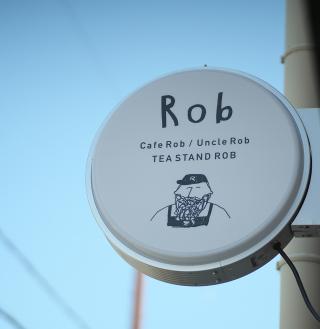 Rob
Cafe Rob / Uncle Rob
TEA STAND ROB
R